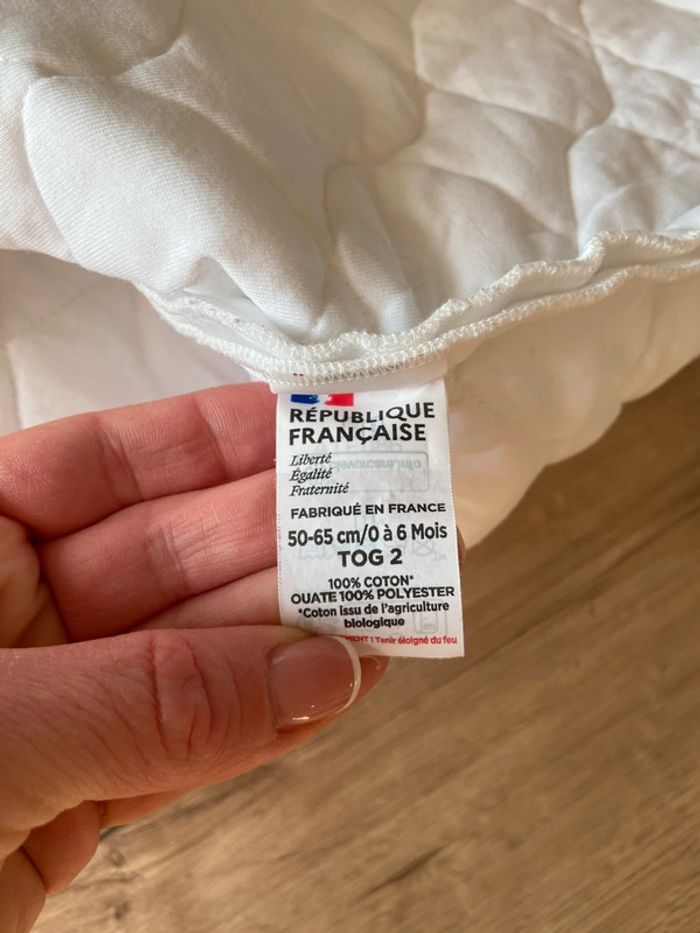 RÉPUBLIQUE
FRANÇAISE
Liberté
Égalité
Fraternité
FABRIQUÉ EN FRANCE
50-65 cm/0 à 6 Mois
TOG 2
100% COTON*
OUATE 100% POLYESTER
*Coton issu de l'agriculture
biologique
! Tenir éloigné du feu